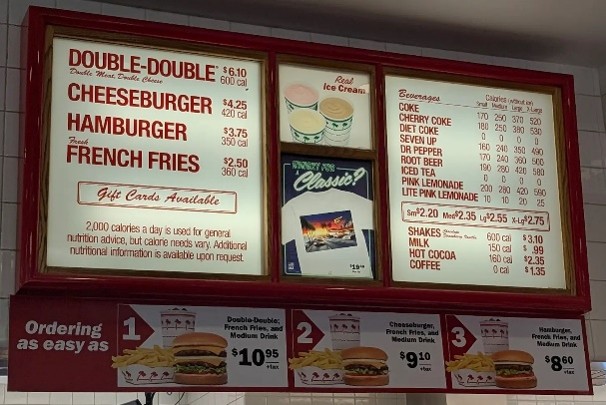 DOUBLE-DOUBLE $6.10
Double Meat, Double Cheese 600 cal
CHEESEBURGER $4.25
420 cal
HAMBURGER $3.75
350 cal
Fresh
FRENCH FRIES $2.50
360 cal
Gift Cards Available
2,000 calories a day is used for general
nutrition advice, but calorie needs vary. Additional
nutritional information is available upon request.
Real
Ice Cream
Classic?
Beverages Calories (without ice)
Small Medium Large X-Large
COKE 170 250 370 520
CHERRY COKE 180 250 380 530
DIET COKE 0 0 0 0
SEVEN UP 160 240 350 490
DR PEPPER 170 240 360 500
ROOT BEER 190 280 420 580
ICED TEA 0 0 0 0
PINK LEMONADE 200 280 420 590
LITE PINK LEMONADE 10 10 20 25
Sm$2.20 Med$2.35 Lg$2.55 X-Lg$2.75
SHAKES 600 cal $3.10
MILK 150 cal $ .99
HOT COCOA 160 cal $2.35
COFFEE 0 cal $1.35
Ordering
as easy as
1
Double-Double,
French Fries, and
Medium Drink
$10.95
+tax
2
Cheeseburger,
French Fries, and
Medium Drink
$9.10
+tax
3
Hamburger,
French Fries, and
Medium Drink
$8.60
+tax